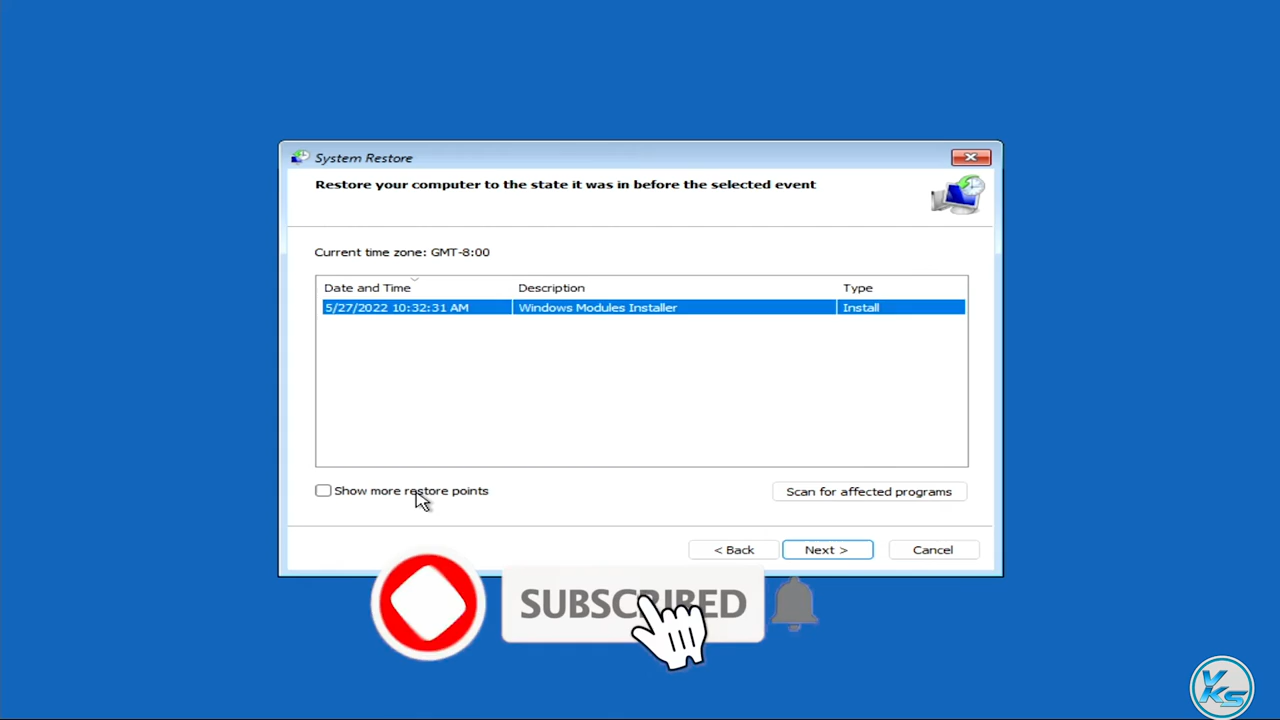 System Restore
Restore your computer to the state it was in before the selected event
Current time zone: GMT-8:00
Date and Time Description Type
5/27/2022 10:32:31 AM Windows Modules Installer Install
Show more restore points Scan for affected programs
< Back Next > Cancel
SUBSCRIBED
VKS